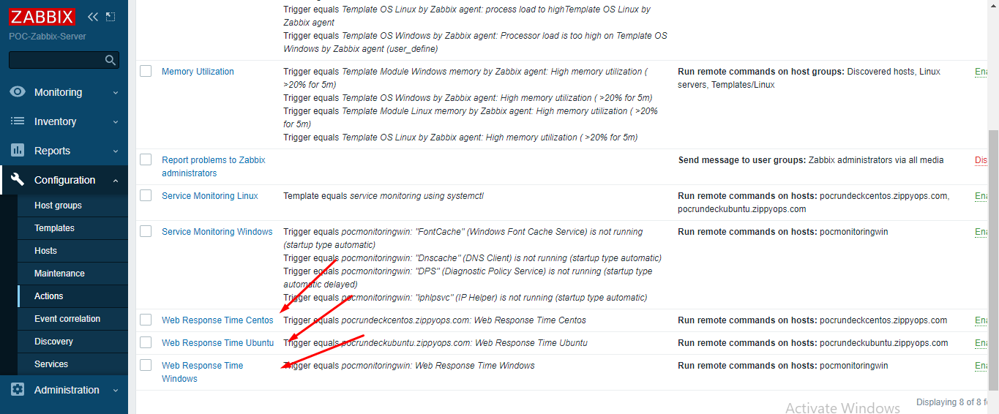 ZABBIX
POC-Zabbix-Server
Monitoring
Inventory
Reports
Configuration
Host groups
Templates
Hosts
Maintenance
Actions
Event correlation
Discovery
Services
Administration
Trigger equals Template OS Linux by Zabbix agent: process load to highTemplate OS Linux by
Zabbix agent
Trigger equals Template OS Windows by Zabbix agent: Processor load is too high on Template OS
Windows by Zabbix agent (user_define)
Memory Utilization
Trigger equals Template Module Windows memory by Zabbix agent: High memory utilization (
>20% for 5m)
Trigger equals Template OS Windows by Zabbix agent: High memory utilization ( >20% for 5m)
Trigger equals Template Module Linux memory by Zabbix agent: High memory utilization ( >20%
for 5m)
Trigger equals Template OS Linux by Zabbix agent: High memory utilization ( >20% for 5m)
Run remote commands on host groups: Discovered hosts, Linux
servers, Templates/Linux
Ena
Report problems to Zabbix
administrators
Send message to user groups: Zabbix administrators via all media
Dis
Service Monitoring Linux
Template equals service monitoring using systemctl
Run remote commands on hosts: pocrundeckcentos.zippyops.com,
pocrundeckubuntu.zippyops.com
Ena
Service Monitoring Windows
Trigger equals pocmonitoringwin: "FontCache" (Windows Font Cache Service) is not running
(startup type automatic)
Trigger equals pocmonitoringwin: "Dnscache" (DNS Client) is not running (startup type automatic)
Trigger equals pocmonitoringwin: "DPS" (Diagnostic Policy Service) is not running (startup type
automatic delayed)
Trigger equals pocmonitoringwin: "iphlpsvc" (IP Helper) is not running (startup type automatic)
Run remote commands on hosts: pocmonitoringwin
Ena
Web Response Time Centos
Trigger equals pocrundeckcentos.zippyops.com: Web Response Time Centos
Run remote commands on hosts: pocrundeckcentos.zippyops.com
Ena
Web Response Time Ubuntu
Trigger equals pocrundeckubuntu.zippyops.com: Web Response Time Ubuntu
Run remote commands on hosts: pocrundeckubuntu.zippyops.com
Ena
Web Response Time
Windows
Trigger equals pocmonitoringwin: Web Response Time Windows
Run remote commands on hosts: pocmonitoringwin
Ena
Displaying 8 of 8 f
Activate Windows